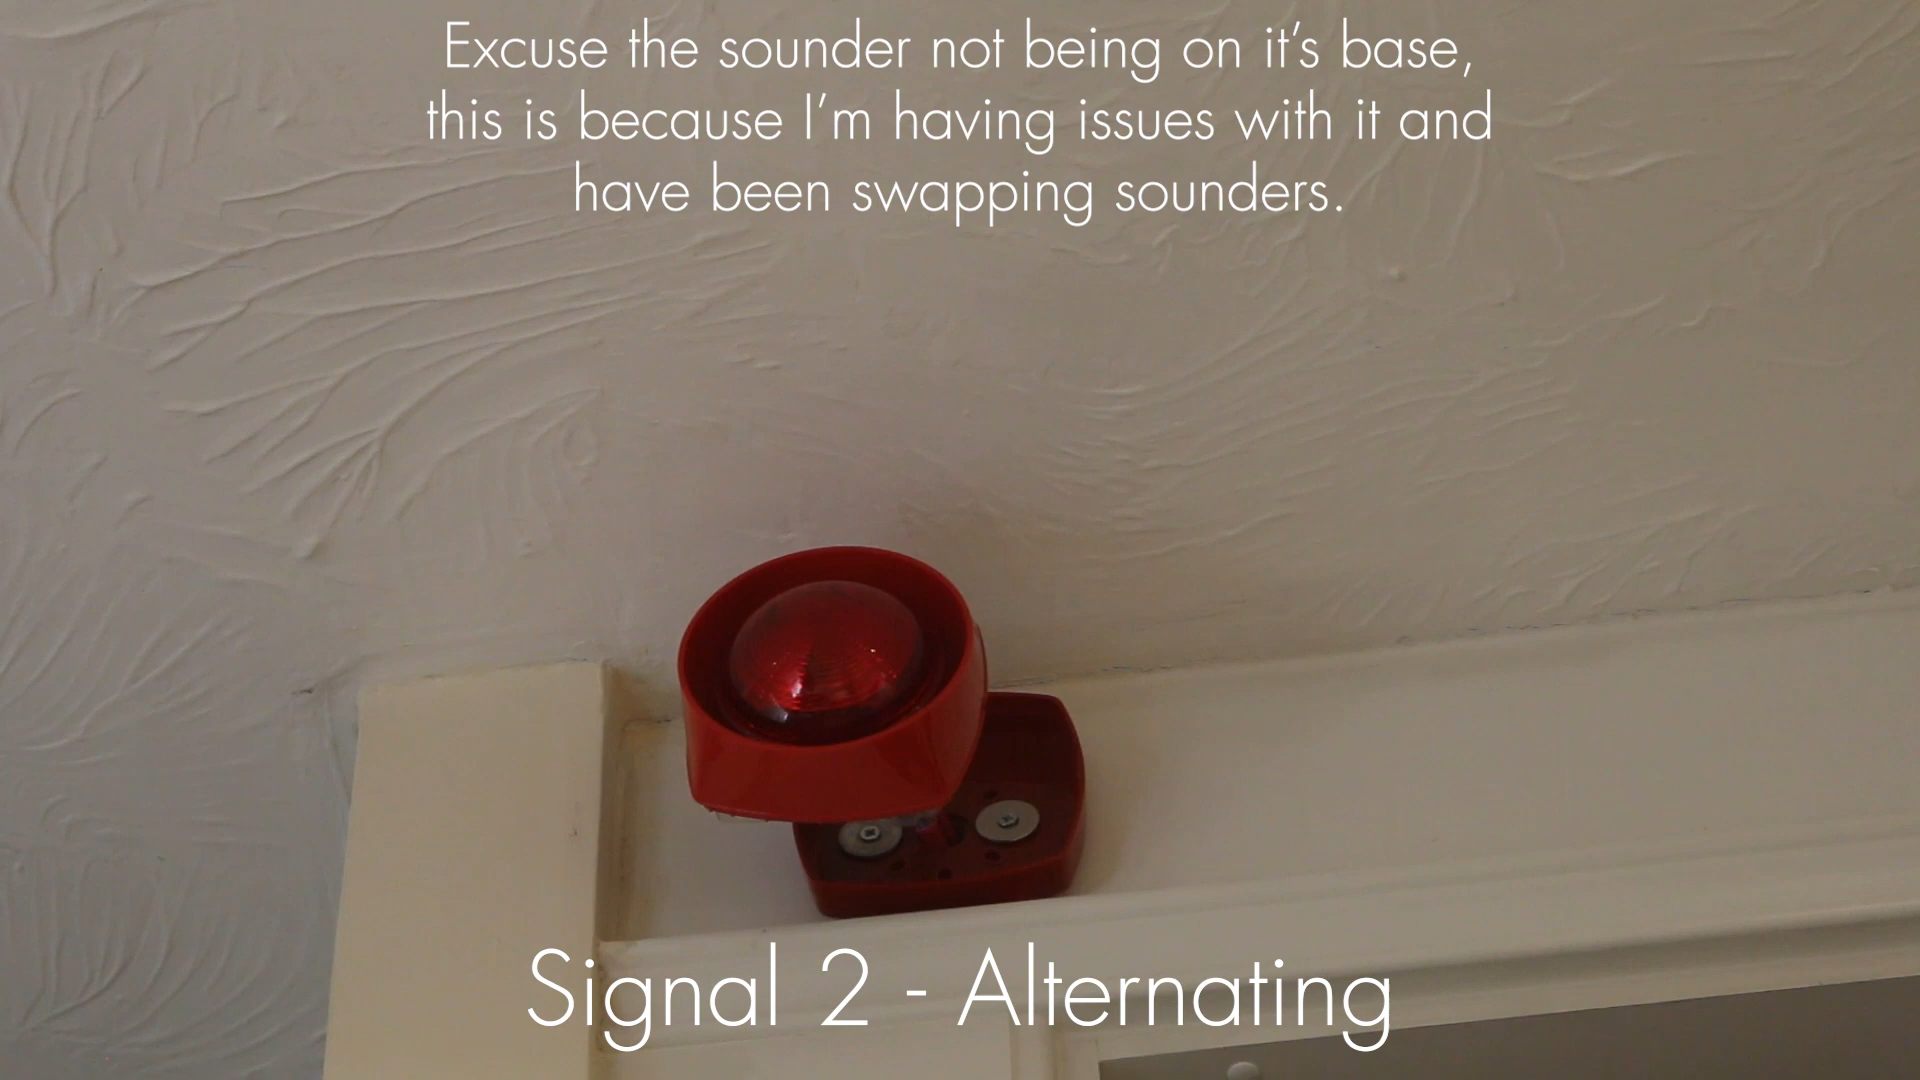 Excuse the sounder not being on it’s base,
this is because I’m having issues with it and
have been swapping sounders.
Signal 2 - Alternating